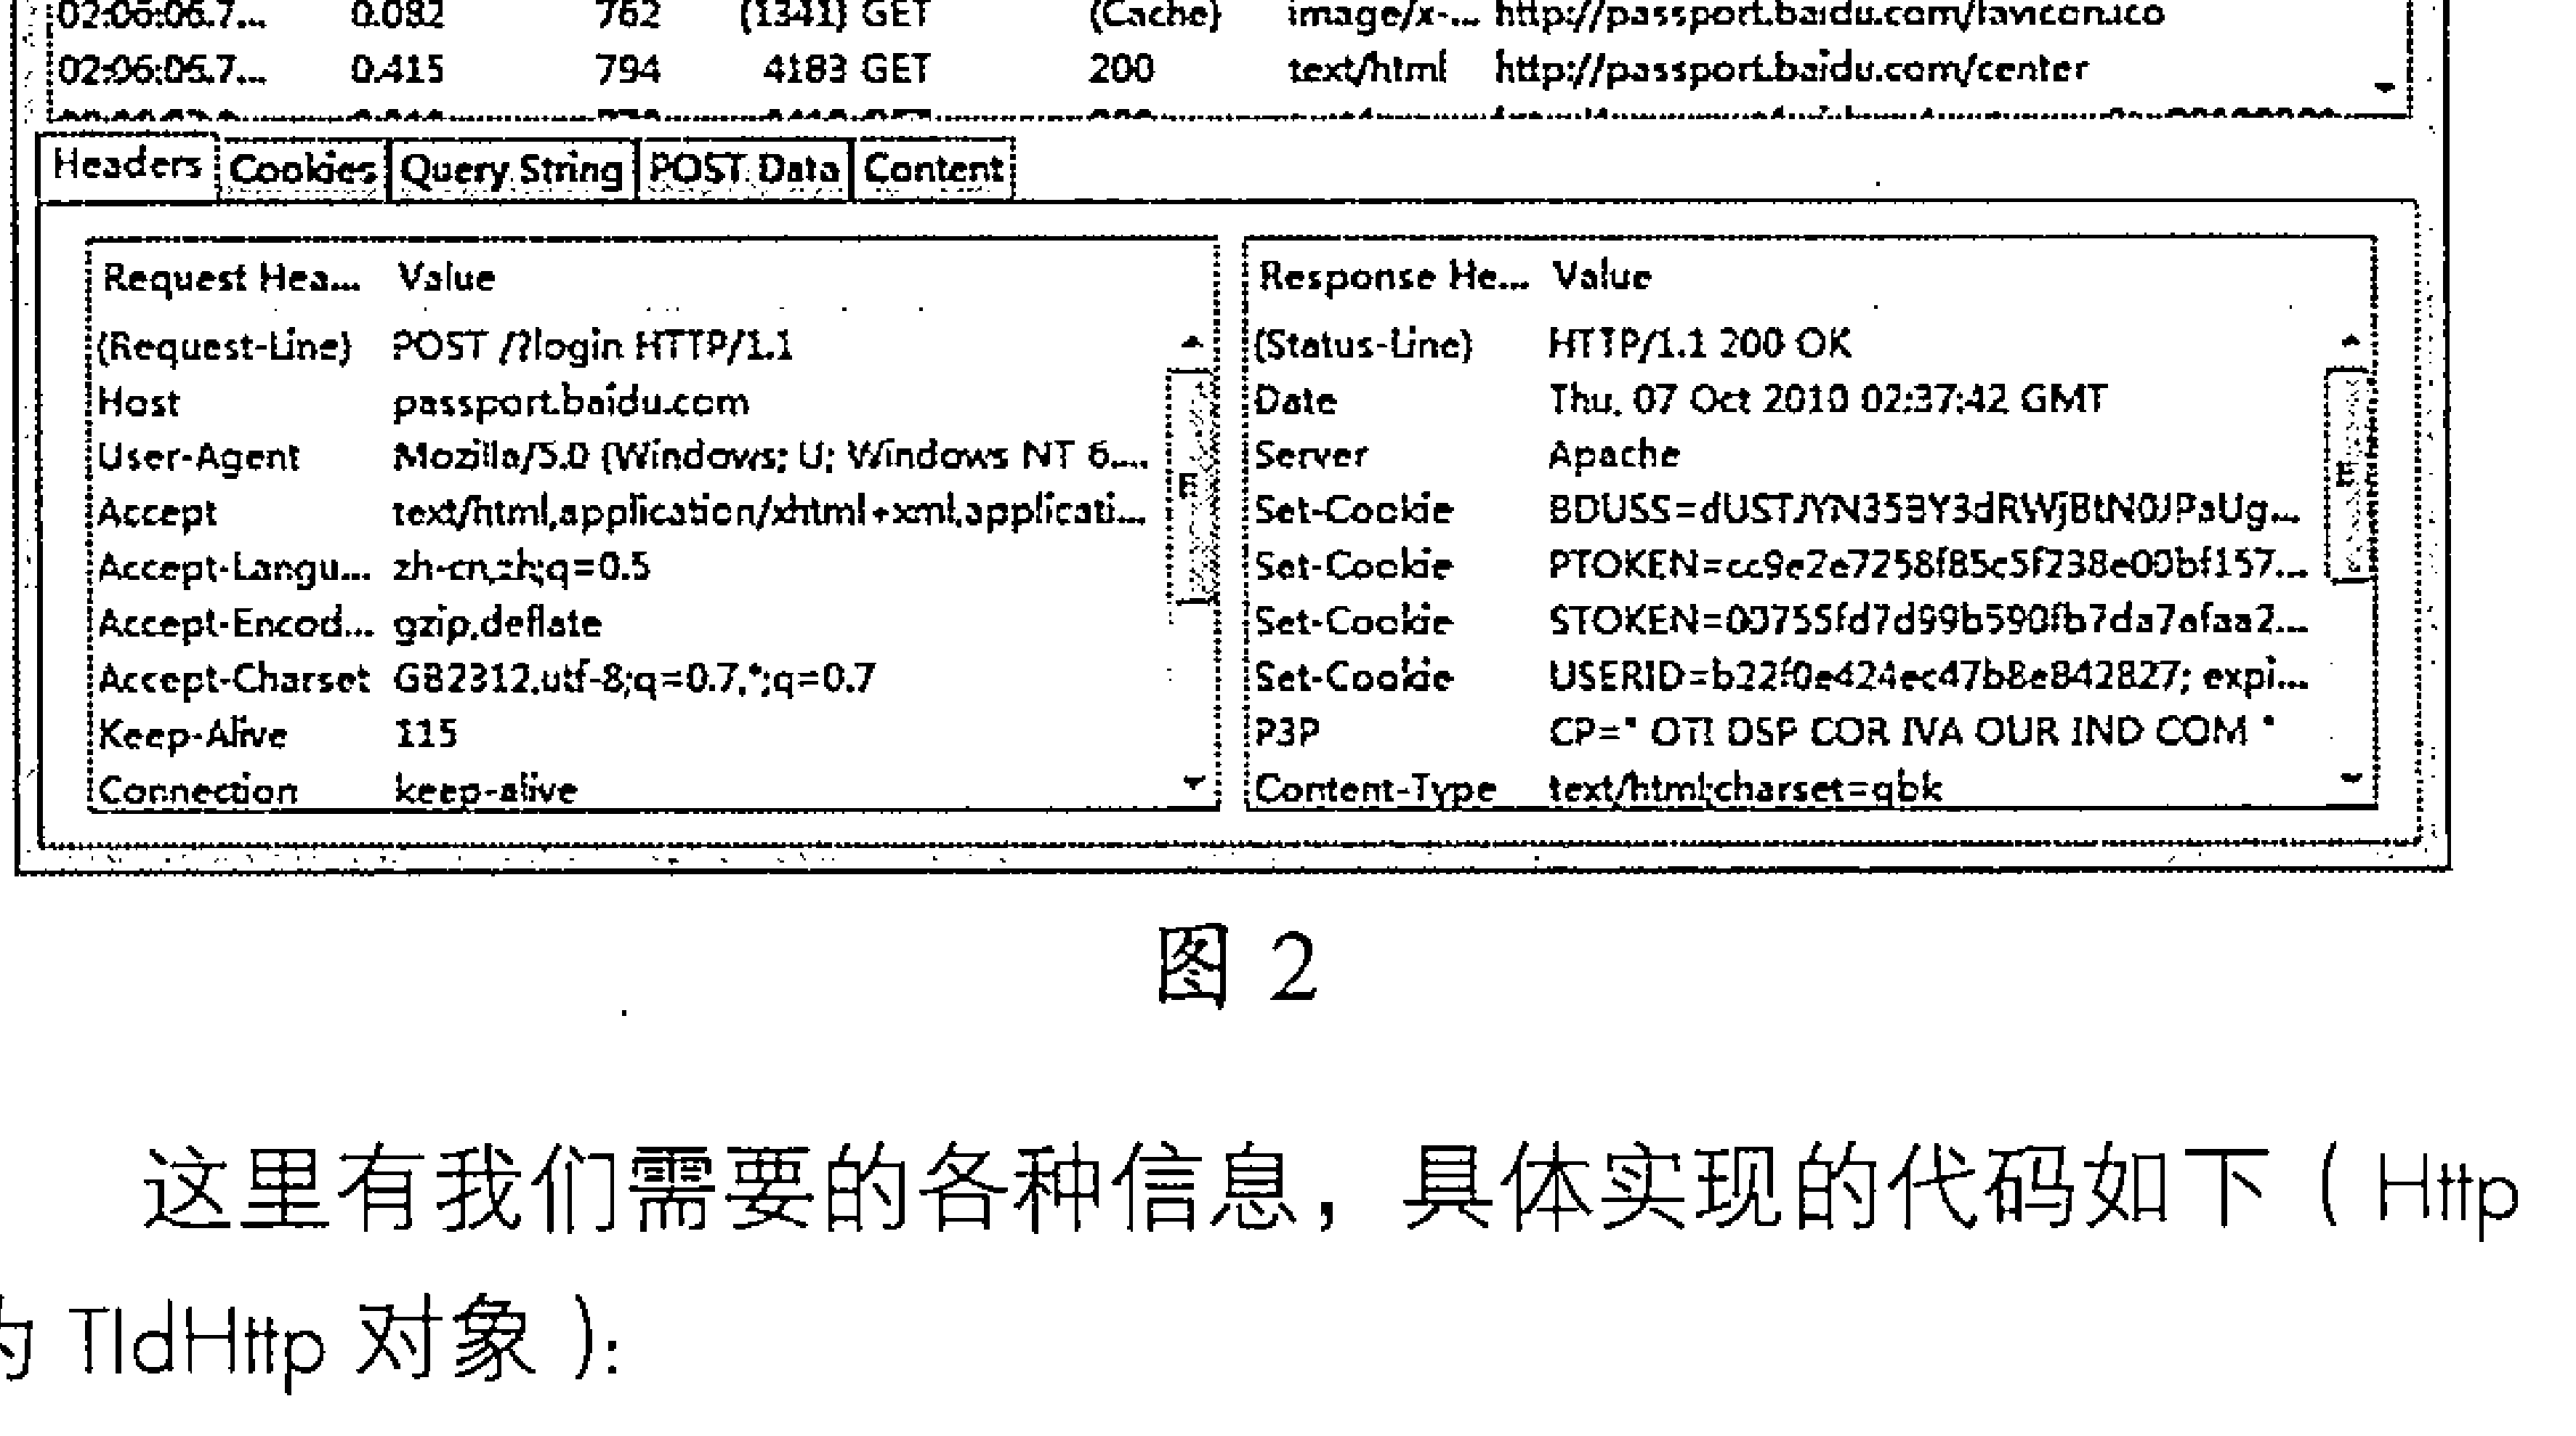 02:06:06.7... 0.092 762 (1341) GET (Cache) image/x-... http://passport.baidu.com/favicon.ico
02:06:06.7... 0.415 794 4183 GET 200 text/html http://passport.baidu.com/center
Headers Cookies Query String POST Data Content
Request Hea... Value Response He... Value
(Request-Line) POST /?login HTTP/1.1 (Status-Line) HTTP/1.1 200 OK
Host passport.baidu.com Date Thu, 07 Oct 2010 02:37:42 GMT
User-Agent Mozilla/5.0 (Windows; U; Windows NT 6.... Server Apache
Accept text/html,application/xhtml+xml,applicati... Set-Cookie BDUSS=dUSTJYN35BY3dRWjBtN0JPaUg...
Accept-Langu... zh-cn,zh;q=0.5 Set-Cookie PTOKEN=cc9e2e7258f85c5f238e00bf157...
Accept-Encod... gzip,deflate Set-Cookie STOKEN=00755fd7d99b590fb7da7afaa2...
Accept-Charset GB2312,utf-8;q=0.7,*;q=0.7 Set-Cookie USERID=b22f0e424ec47b8e842827; expi...
Keep-Alive 115 P3P CP=" OTI DSP COR IVA OUR IND COM "
Connection keep-alive Content-Type text/html;charset=gbk
图 2
这里有我们需要的各种信息，具体实现的代码如下（Http
为 TIdHttp 对象）：